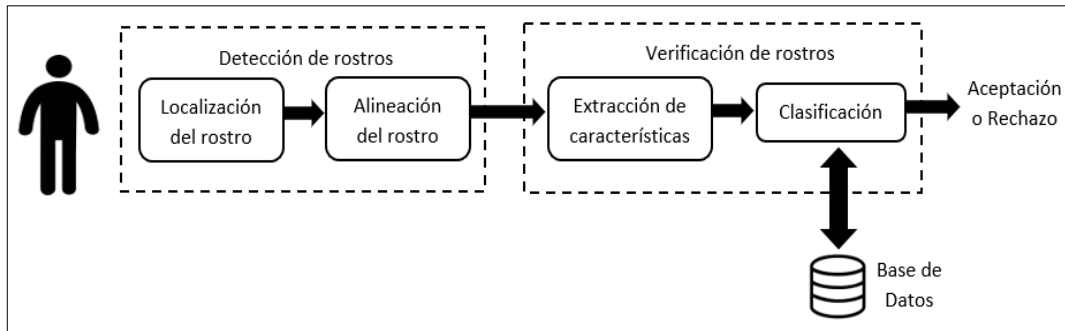 Detección de rostros
Localización
del rostro
Alineación
del rostro
Verificación de rostros
Extracción de
características
Clasificación
Aceptación
o Rechazo
Base de
Datos